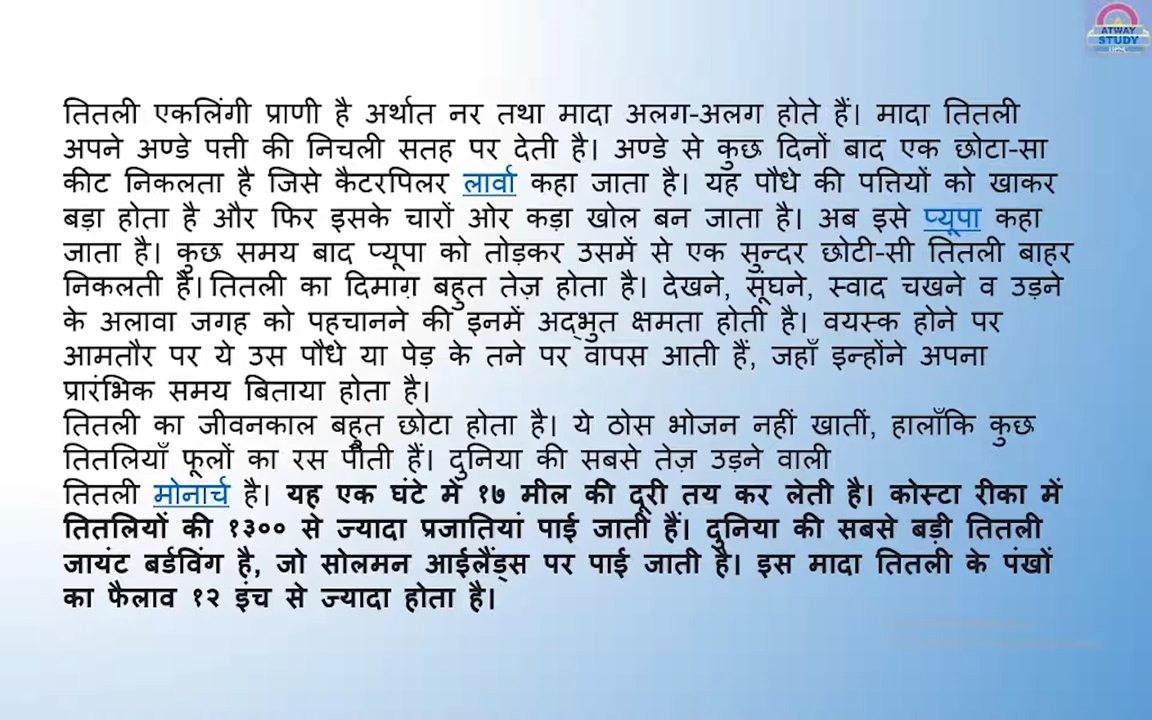 ATWAY
STUDY
तितली एकलिंगी प्राणी है अर्थात नर तथा मादा अलग-अलग होते हैं। मादा तितली
अपने अण्डे पत्ती की निचली सतह पर देती है। अण्डे से कुछ दिनों बाद एक छोटा-सा
कीट निकलता है जिसे कैटरपिलर लार्वा कहा जाता है। यह पौधे की पत्तियों को खाकर
बड़ा होता है और फिर इसके चारों ओर कड़ा खोल बन जाता है। अब इसे प्यूपा कहा
जाता है। कुछ समय बाद प्यूपा को तोड़कर उसमें से एक सुन्दर छोटी-सी तितली बाहर
निकलती है। तितली का दिमाग़ बहुत तेज़ होता है। देखने, सूंघने, स्वाद चखने व उड़ने
के अलावा जगह को पहचानने की इनमें अद्भुत क्षमता होती है। वयस्क होने पर
आमतौर पर ये उस पौधे या पेड़ के तने पर वापस आती हैं, जहाँ इन्होंने अपना
प्रारंभिक समय बिताया होता है।
तितली का जीवनकाल बहुत छोटा होता है। ये ठोस भोजन नहीं खातीं, हालाँकि कुछ
तितलियाँ फूलों का रस पीती हैं। दुनिया की सबसे तेज़ उड़ने वाली
तितली मोनार्च है। यह एक घंटे में १७ मील की दूरी तय कर लेती है। कोस्टा रीका में
तितलियों की १३०० से ज्यादा प्रजातियां पाई जाती हैं। दुनिया की सबसे बड़ी तितली
जायंट बर्डविंग है, जो सोलमन आईलैंड्स पर पाई जाती है। इस मादा तितली के पंखों
का फैलाव १२ इंच से ज्यादा होता है।